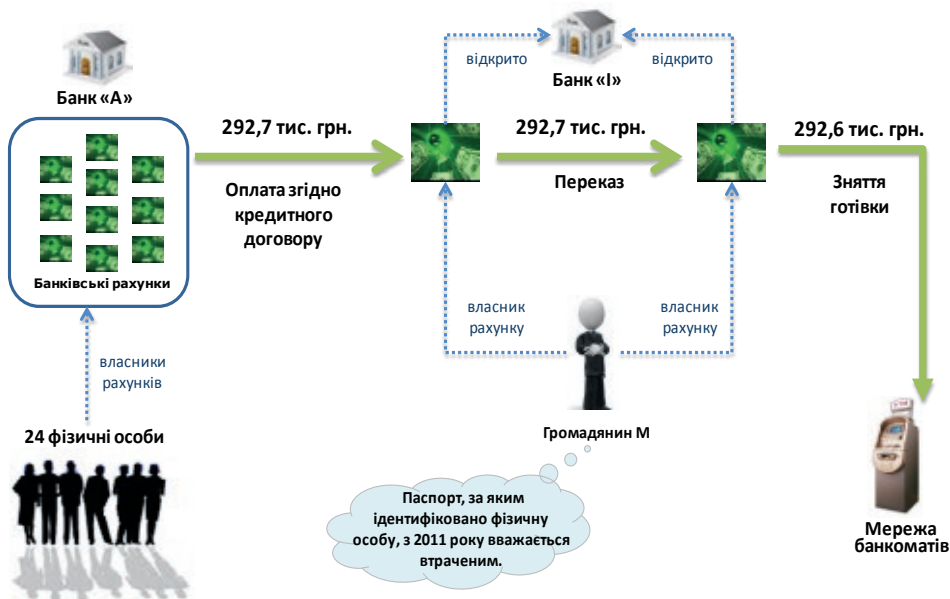 Банк «А»
Банківські рахунки
власники
рахунків
24 фізичні особи
292,7 тис. грн.
Оплата згідно
кредитного
договору
відкрито
Банк «І»
відкрито
292,7 тис. грн.
Переказ
292,6 тис. грн.
Зняття
готівки
власник
рахунку
власник
рахунку
Громадянин М
Паспорт, за яким
ідентифіковано фізичну
особу, з 2011 року вважається
втраченим.
Мережа
банкоматів